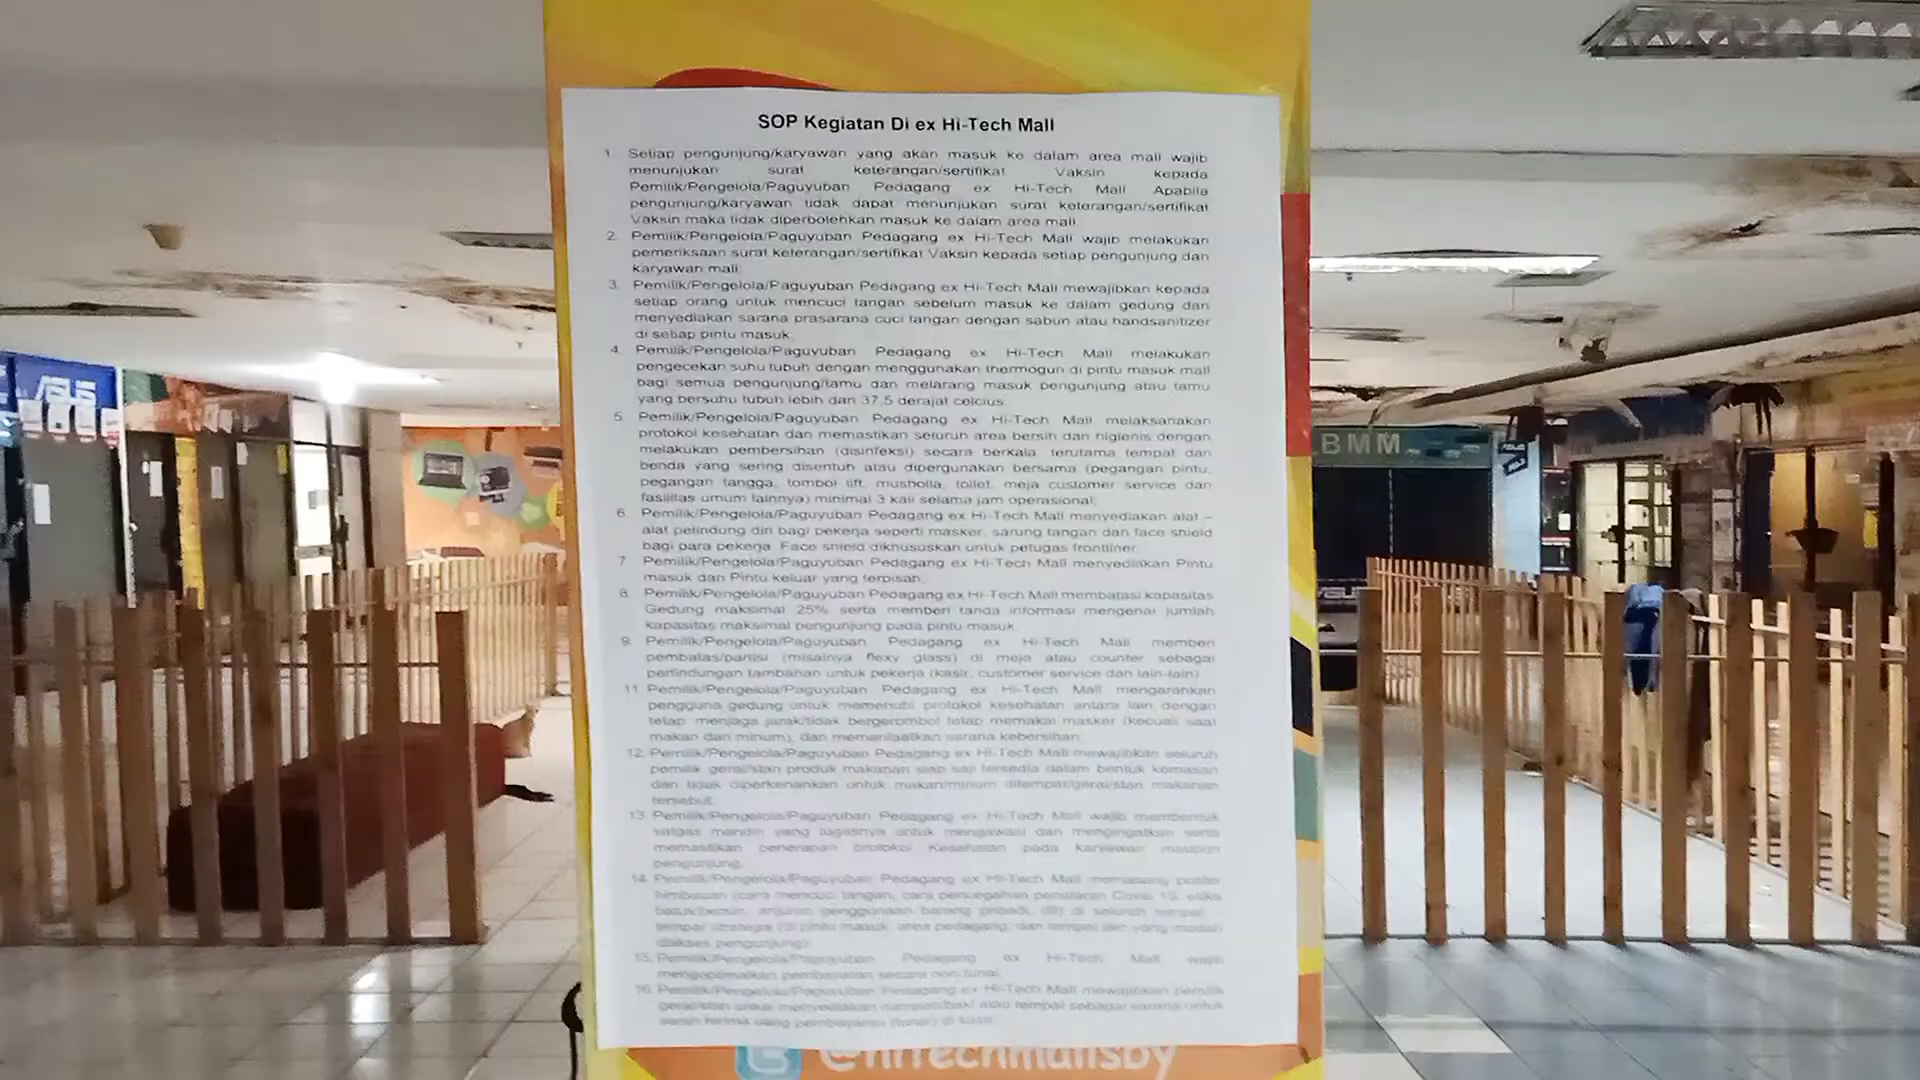 SOP Kegiatan Di ex Hi-Tech Mall
1. Setiap pengunjung/karyawan yang akan masuk ke dalam area mall wajib
menunjukan surat keterangan/sertifikat Vaksin kepada
Pemilik/Pengelola/Paguyuban Pedagang ex Hi-Tech Mall Apabila
pengunjung/karyawan tidak dapat menunjukan surat keterangan/sertifikat
Vaksin maka tidak diperbolehkan masuk ke dalam area mall.
2. Pemilik/Pengelola/Paguyuban Pedagang ex Hi-Tech Mall wajib melakukan
pemeriksaan surat keterangan/sertifikat Vaksin kepada setiap pengunjung dan
karyawan mall.
3. Pemilik/Pengelola/Paguyuban Pedagang ex Hi-Tech Mall mewajibkan kepada
setiap orang untuk mencuci tangan sebelum masuk ke dalam gedung dan
menyediakan sarana prasarana cuci tangan dengan sabun atau handsanitizer
di setiap pintu masuk.
4. Pemilik/Pengelola/Paguyuban Pedagang ex Hi-Tech Mall melakukan
pengecekan suhu tubuh dengan menggunakan thermogun di pintu masuk mall
bagi semua pengunjung/tamu dan melarang masuk pengunjung atau tamu
yang bersuhu tubuh lebih dari 37,5 derajat celcius.
5. Pemilik/Pengelola/Paguyuban Pedagang ex Hi-Tech Mall melaksanakan
protokol kesehatan dan memastikan seluruh area bersih dan higienis dengan
melakukan pembersihan (disinfeksi) secara berkala terutama tempat dan
benda yang sering disentuh atau dipergunakan bersama (pegangan pintu,
pegangan tangga, tombol lift, musholla, toilet, meja customer service dan
fasilitas umum lainnya) minimal 3 kali selama jam operasional;
6. Pemilik/Pengelola/Paguyuban Pedagang ex Hi-Tech Mall menyediakan alat –
alat pelindung diri bagi pekerja seperti masker, sarung tangan dan face shield
bagi para pekerja. Face shield dikhususkan untuk petugas frontliner.
7. Pemilik/Pengelola/Paguyuban Pedagang ex Hi-Tech Mall menyediakan Pintu
masuk dan Pintu keluar yang terpisah;
8. Pemilik/Pengelola/Paguyuban Pedagang ex Hi-Tech Mall membatasi kapasitas
Gedung maksimal 25% serta memberi tanda informasi mengenai jumlah
kapasitas maksimal pengunjung pada pintu masuk.
9. Pemilik/Pengelola/Paguyuban Pedagang ex Hi-Tech Mall memberi
pembatas/partisi (misalnya flexy glass) di meja atau counter sebagai
perlindungan tambahan untuk pekerja (kasir, customer service dan lain-lain)
11. Pemilik/Pengelola/Paguyuban Pedagang ex Hi-Tech Mall mengarahkan
pengguna gedung untuk memenuhi protokol kesehatan antara lain dengan
tetap menjaga jarak/tidak bergerombol tetap memakai masker (kecuali saat
makan dan minum), dan memanfaatkan sarana kebersihan;
12. Pemilik/Pengelola/Paguyuban Pedagang ex Hi-Tech Mall mewajibkan seluruh
pemilik gerai/stan produk makanan siap saji tersedia dalam bentuk kemasan
dan tidak diperkenankan untuk makan/minum ditempat/gerai/stan makanan
tersebut;
13. Pemilik/Pengelola/Paguyuban Pedagang ex Hi-Tech Mall wajib membentuk
satgas mandiri yang tugasnya untuk mengawasi dan mengingatkan serta
memastikan penerapan protokol Kesehatan pada karyawan maupun
pengunjung.
14. Pemilik/Pengelola/Paguyuban Pedagang ex Hi-Tech Mall memasang poster
himbauan (cara mencuci tangan, cara pencegahan penularan Covid 19, etika
batuk/bersin, anjuran penggunaan barang pribadi, dll) di seluruh tempat –
tempat strategis (di pintu masuk, area pedagang, dan tempat lain yang mudah
diakses pengunjung).
15. Pemilik/Pengelola/Paguyuban Pedagang ex Hi-Tech Mall wajib
mengoptimalkan pembayaran secara non tunai.
16. Pemilik/Pengelola/Paguyuban Pedagang ex Hi-Tech Mall mewajibkan pemilik
gerai/stan untuk menyediakan nampan/baki atau tempat sebagai sarana untuk
serah terima uang pembayaran (tunai) di kasir.
@hitechmallsby
ASUS
BMM